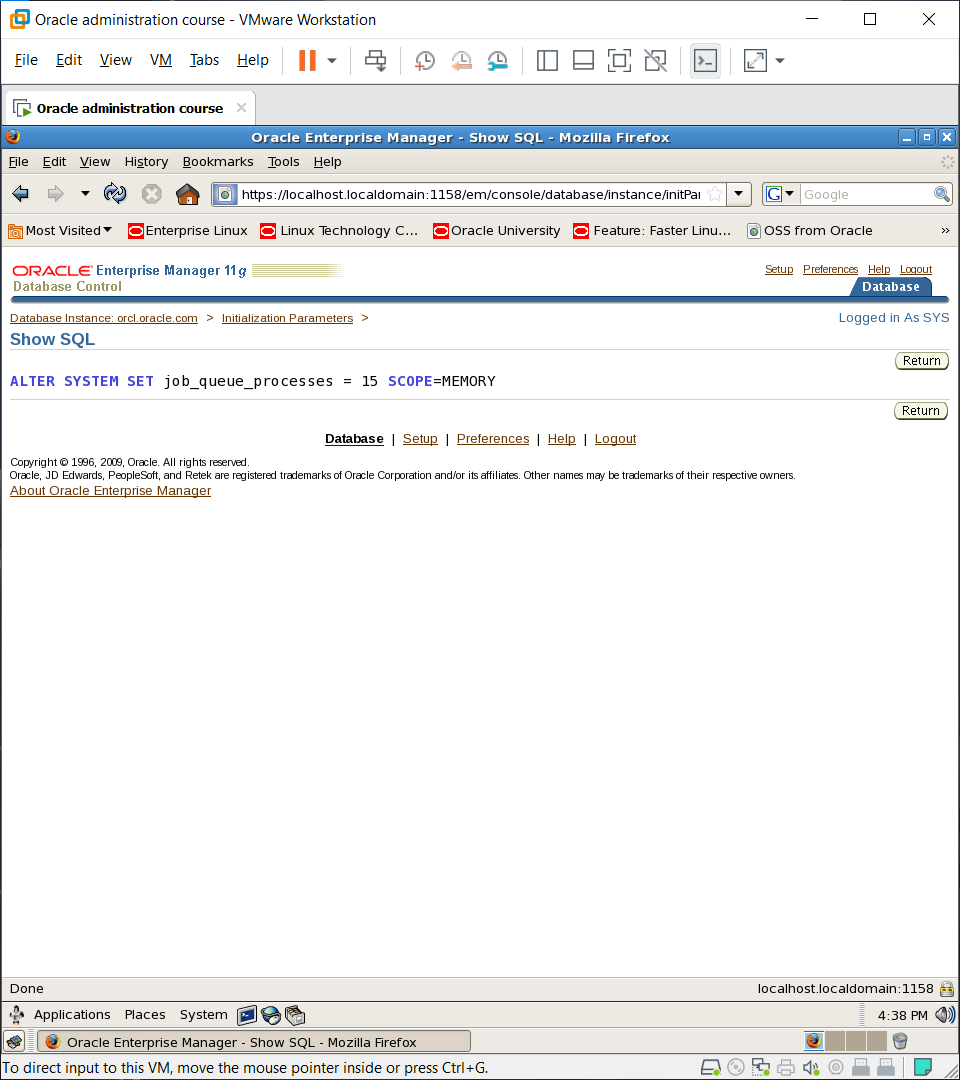 Oracle administration course - VMware Workstation
File Edit View VM Tabs Help
Oracle administration course
Oracle Enterprise Manager - Show SQL - Mozilla Firefox
File Edit View History Bookmarks Tools Help
https://localhost.localdomain:1158/em/console/database/instance/initPar
Google
Most Visited Enterprise Linux Linux Technology C... Oracle University Feature: Faster Linu... OSS from Oracle »
ORACLE Enterprise Manager 11g
Database Control
Setup Preferences Help Logout
Database
Database Instance: orcl.oracle.com > Initialization Parameters >
Logged in As SYS
Show SQL
Return
ALTER SYSTEM SET job_queue_processes = 15 SCOPE=MEMORY
Return
Database | Setup | Preferences | Help | Logout
Copyright © 1996, 2009, Oracle. All rights reserved.
Oracle, JD Edwards, PeopleSoft, and Retek are registered trademarks of Oracle Corporation and/or its affiliates. Other names may be trademarks of their respective owners.
About Oracle Enterprise Manager
Done
localhost.localdomain:1158
Applications Places System
4:38 PM
Oracle Enterprise Manager - Show SQL - Mozilla Firefox
To direct input to this VM, move the mouse pointer inside or press Ctrl+G.